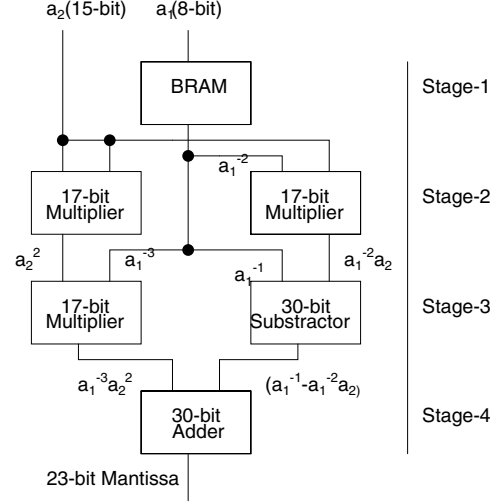 a₂(15-bit) a₁(8-bit)
BRAM
Stage-1
a₁⁻²
17-bit
Multiplier
17-bit
Multiplier
Stage-2
a₂² a₁⁻³ a₁⁻¹ a₁⁻²a₂
17-bit
Multiplier
30-bit
Substractor
Stage-3
a₁⁻³a₂² (a₁⁻¹-a₁⁻²a₂)
30-bit
Adder
Stage-4
23-bit Mantissa